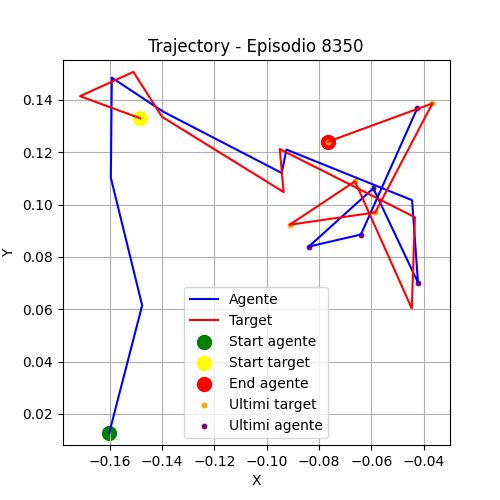 Trajectory - Episodio 8350
Y
0.14
0.12
0.10
0.08
0.06
0.04
0.02
Agente
Target
Start agente
Start target
End agente
Ultimi target
Ultimi agente
−0.16 −0.14 −0.12 −0.10 −0.08 −0.06 −0.04
X